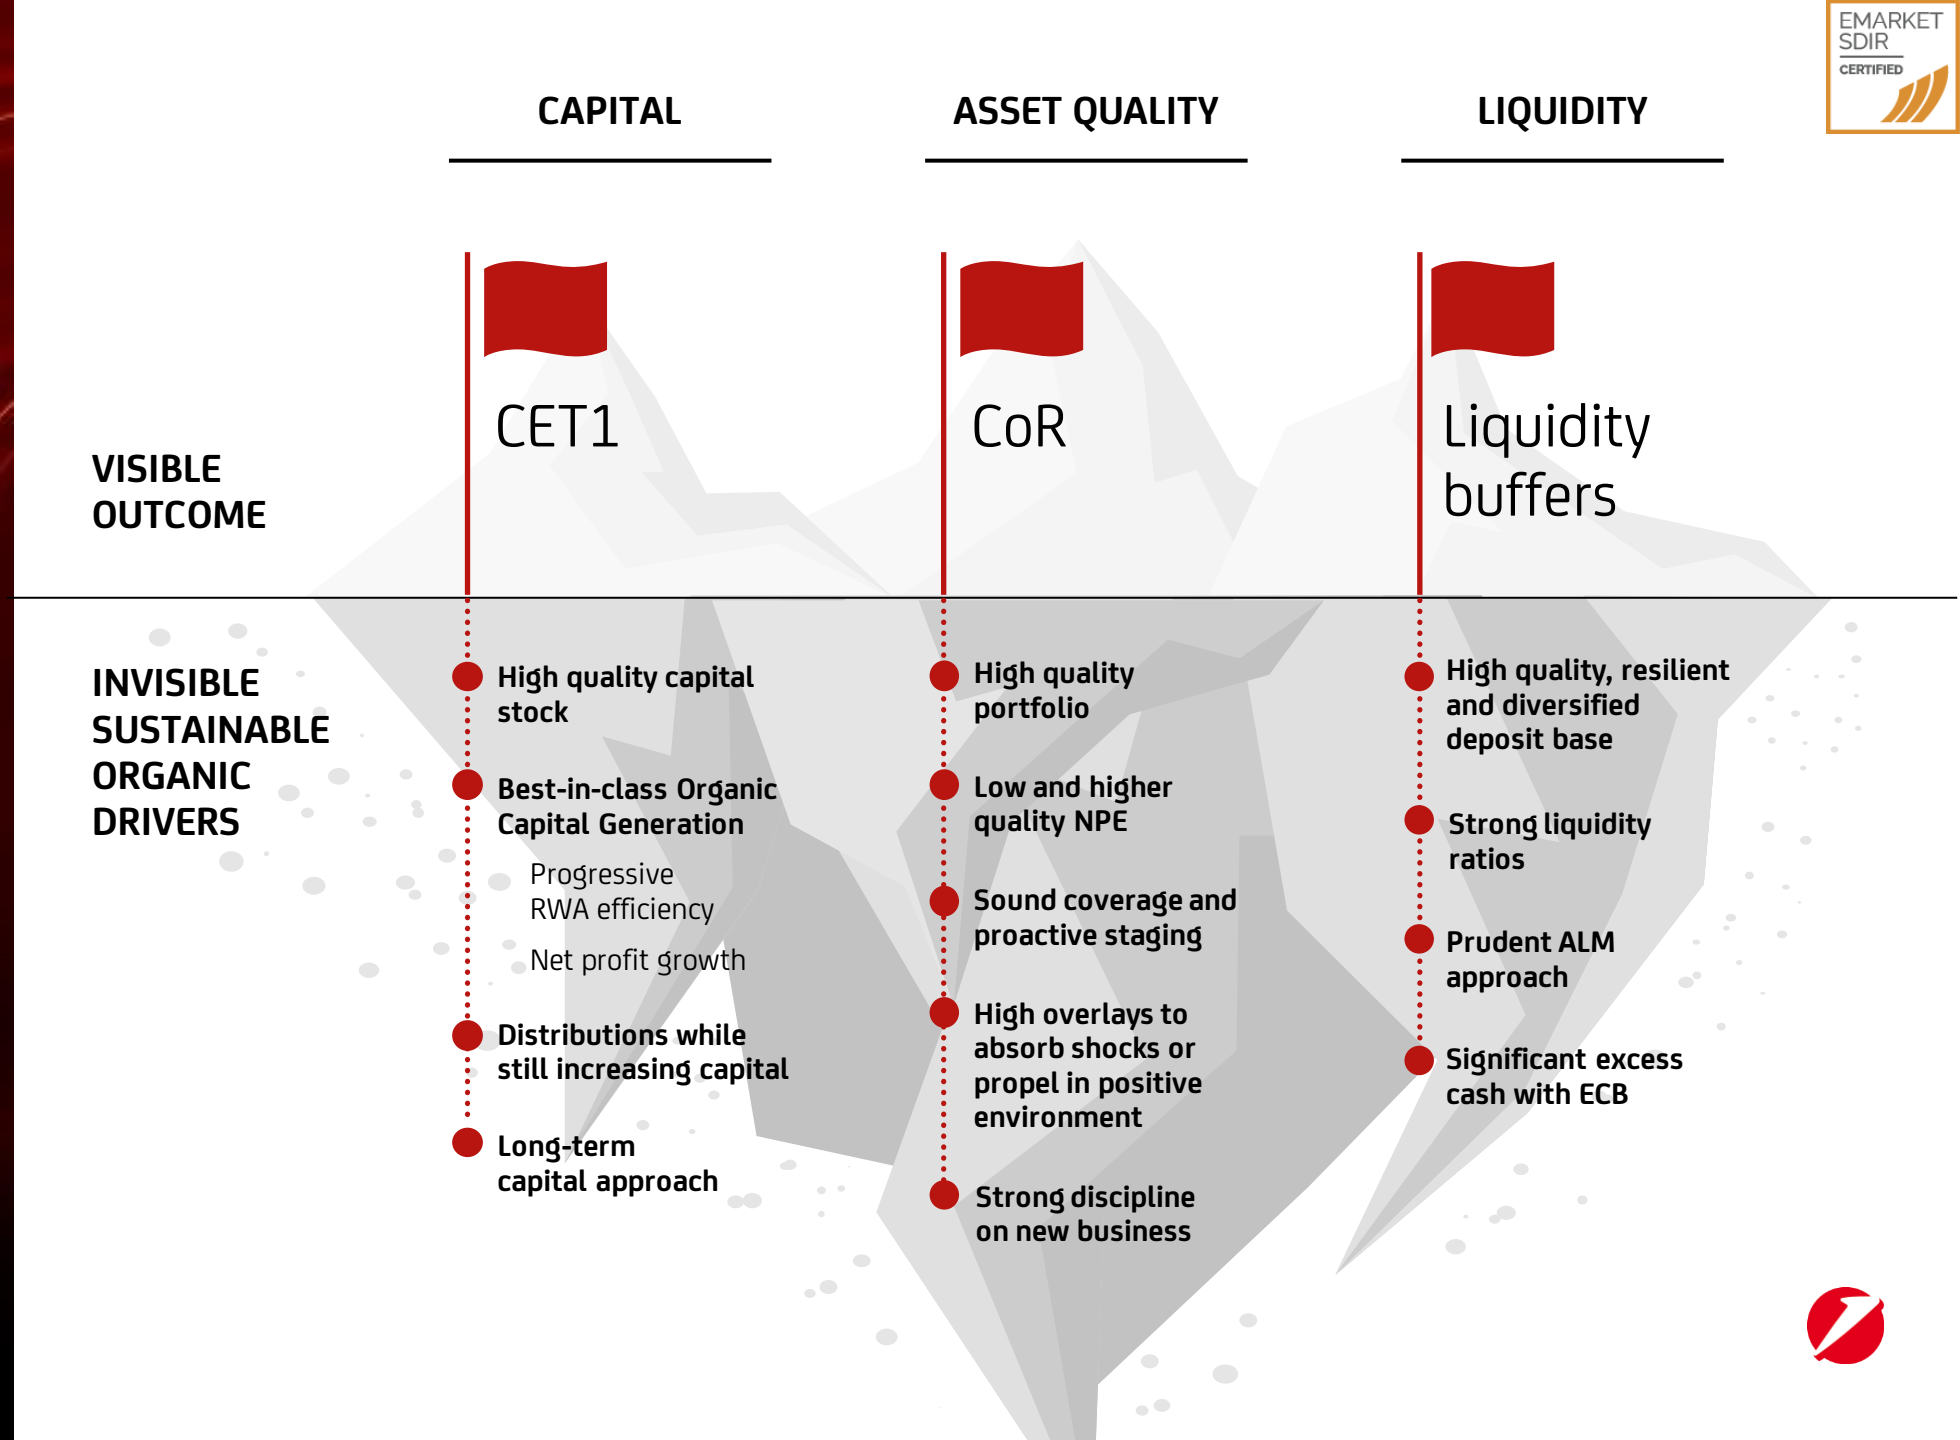 EMARKET
SDIR
CERTIFIED
CAPITAL
ASSET QUALITY
LIQUIDITY
VISIBLE
OUTCOME
CET1
CoR
Liquidity
buffers
INVISIBLE
SUSTAINABLE
ORGANIC
DRIVERS
High quality capital
stock
Best-in-class Organic
Capital Generation
Progressive
RWA efficiency
Net profit growth
Distributions while
still increasing capital
Long-term
capital approach
High quality
portfolio
Low and higher
quality NPE
Sound coverage and
proactive staging
High overlays to
absorb shocks or
propel in positive
environment
Strong discipline
on new business
High quality, resilient
and diversified
deposit base
Strong liquidity
ratios
Prudent ALM
approach
Significant excess
cash with ECB